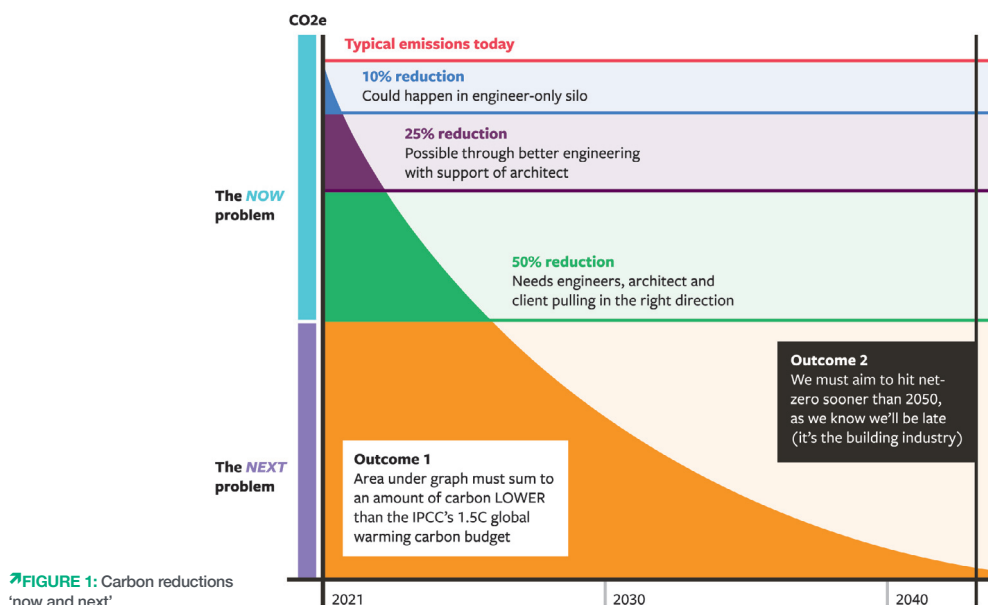 CO2e
Typical emissions today
10% reduction
Could happen in engineer-only silo
25% reduction
Possible through better engineering
with support of architect
The NOW
problem
50% reduction
Needs engineers, architect and
client pulling in the right direction
Outcome 2
We must aim to hit net-
zero sooner than 2050,
as we know we'll be late
(it's the building industry)
The NEXT
problem
Outcome 1
Area under graph must sum to
an amount of carbon LOWER
than the IPCC's 1.5C global
warming carbon budget
↗FIGURE 1: Carbon reductions
'now and next'
2021
2030
2040